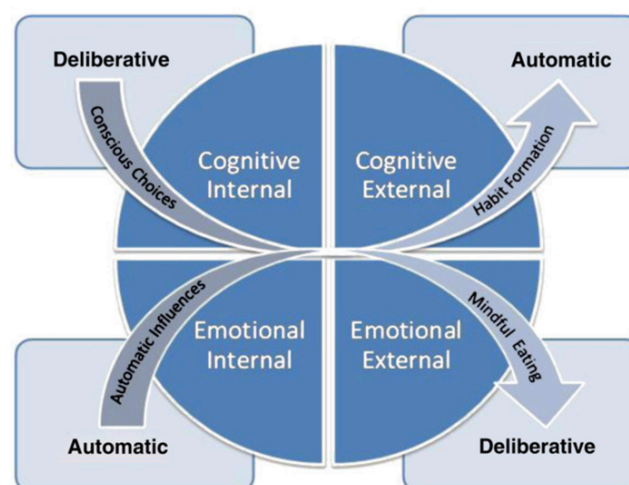 Deliberative
Automatic
Conscious Choices
Cognitive
Internal
Cognitive
External
Habit Formation
Automatic Influences
Emotional
Internal
Emotional
External
Mindful Eating
Automatic
Deliberative